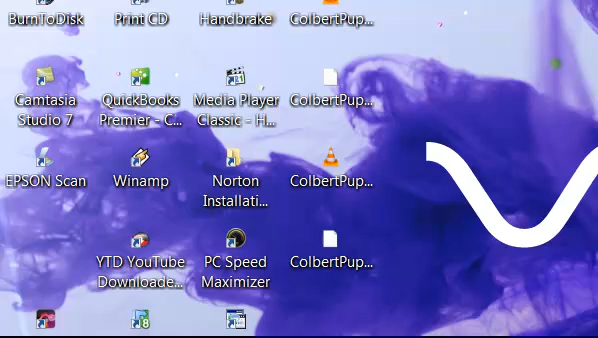 BurnToDisk
Print CD
Handbrake
ColbertPup...
Camtasia
Studio 7
QuickBooks
Premier - C...
Media Player
Classic - H...
ColbertPup...
EPSON Scan
Winamp
Norton
Installati...
ColbertPup...
YTD YouTube
Downloade...
PC Speed
Maximizer
ColbertPup...
8